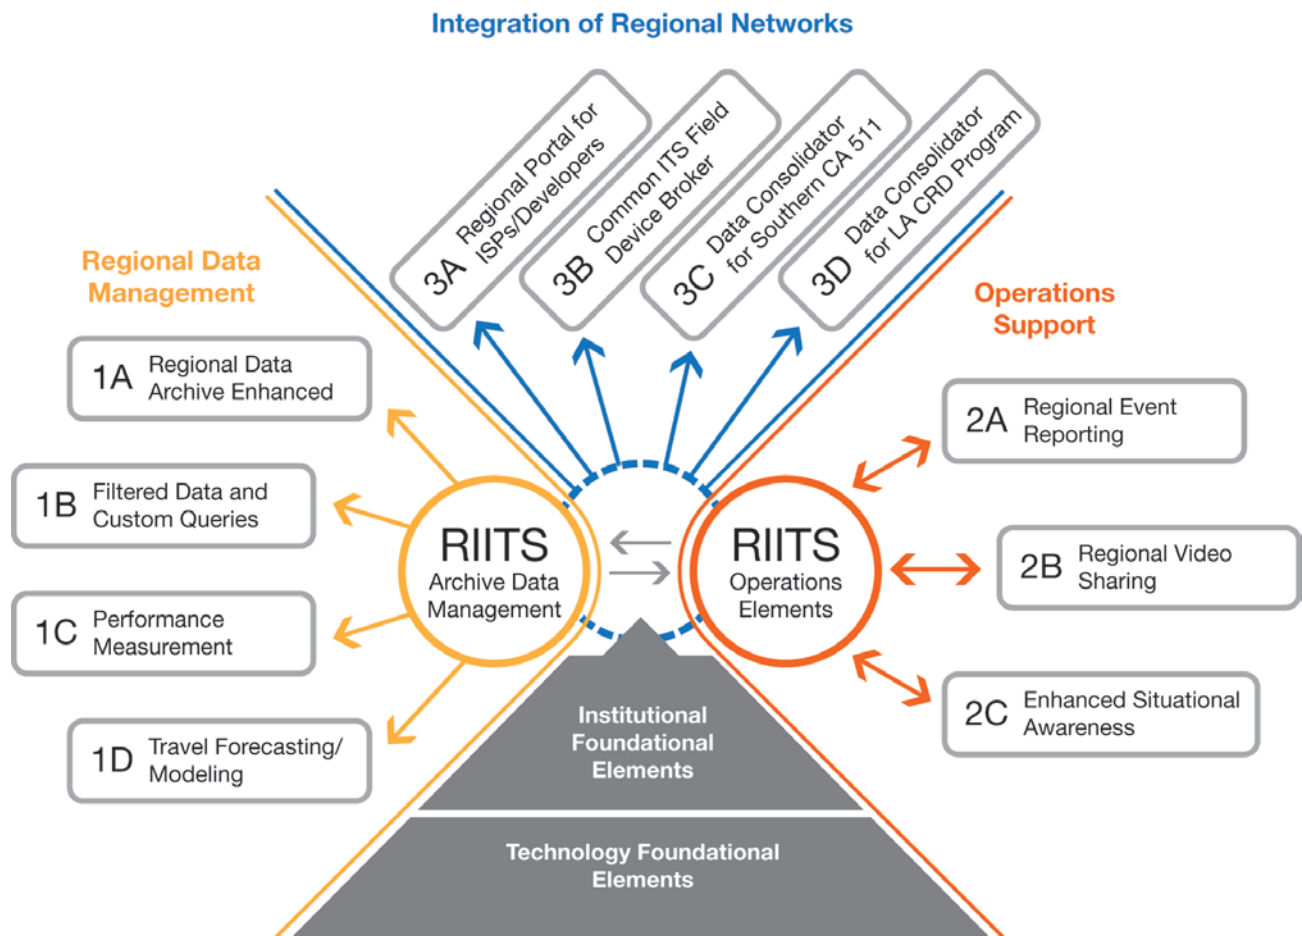 Integration of Regional Networks
3A Regional Portal for
ISPs/Developers
3B Common ITS Field
Device Broker
3C Data Consolidator
for Southern CA 511
3D Data Consolidator
for LA CRD Program
Regional Data
Management
1A Regional Data
Archive Enhanced
1B Filtered Data and
Custom Queries
1C Performance
Measurement
1D Travel Forecasting/
Modeling
RIITS
Archive Data
Management
RIITS
Operations
Elements
Operations
Support
2A Regional Event
Reporting
2B Regional Video
Sharing
2C Enhanced Situational
Awareness
Institutional
Foundational
Elements
Technology Foundational
Elements